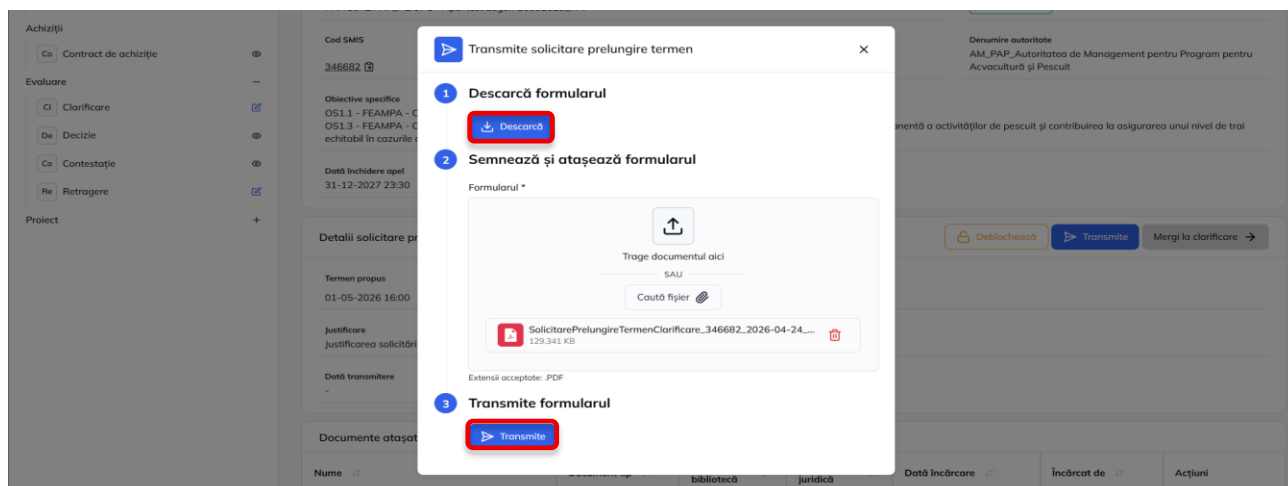 Achiziții
Co Contract de achiziție
Evaluare
Cl Clarificare
De Decizie
Co Contestație
Re Retragere
Proiect
Cod SMIS
346682
Denumire autoritate
AM_PAP_Autoritatea de Management pentru Program pentru
Acvacultură și Pescuit
Obiective specifice
OS1.1 - FEAMPA - C
OS1.3 - FEAMPA - C
echitabil în cazurile
nentă a activităților de pescuit și contribuirea la asigurarea unui nivel de trai
Dată închidere apel
31-12-2027 23:30
Transmite solicitare prelungire termen
1 Descarcă formularul
Descarcă
2 Semnează și atașează formularul
Formularul *
Trage documentul aici
SAU
Caută fișier
SolicitarePrelungireTermenClarificare_346682_2026-04-24_...
129.341 KB
Extensii acceptate: .PDF
3 Transmite formularul
Transmite
Detalii solicitare pr
Deblochează
Transmite
Mergi la clarificare →
Termen propus
01-05-2026 16:00
Justificare
Justificarea solicitări
Dată transmitere
-
Documente atașat
Nume
bibliotecă
juridică
Dată încărcare
Încărcat de
Acțiuni